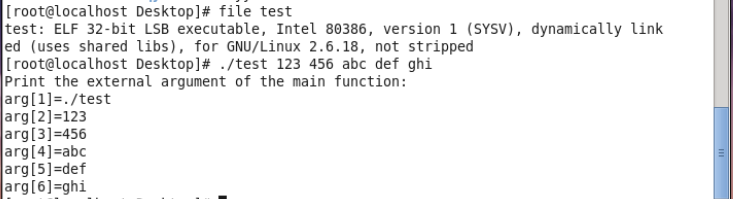 [root@localhost Desktop]# file test
test: ELF 32-bit LSB executable, Intel 80386, version 1 (SYSV), dynamically link
ed (uses shared libs), for GNU/Linux 2.6.18, not stripped
[root@localhost Desktop]# ./test 123 456 abc def ghi
Print the external argument of the main function:
arg[1]=./test
arg[2]=123
arg[3]=456
arg[4]=abc
arg[5]=def
arg[6]=ghi
[root@localhost Desktop]#